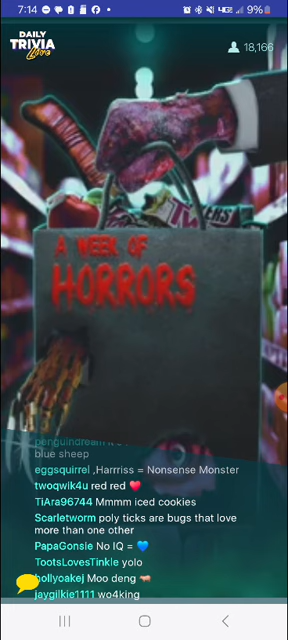 7:14
9%
DAILY
TRIVIA
Live
18,166
A WEEK OF
HORRORS
blue sheep
eggsquirrel ,Harrriss = Nonsense Monster
twoqwik4u red red ❤️
TiAra96744 Mmmm iced cookies
Scarletworm poly ticks are bugs that love
more than one other
PapaGonsie No IQ = 💙
TootsLovesTinkle yolo
hollyoakej Moo deng
jaygilkie1111 wo4king